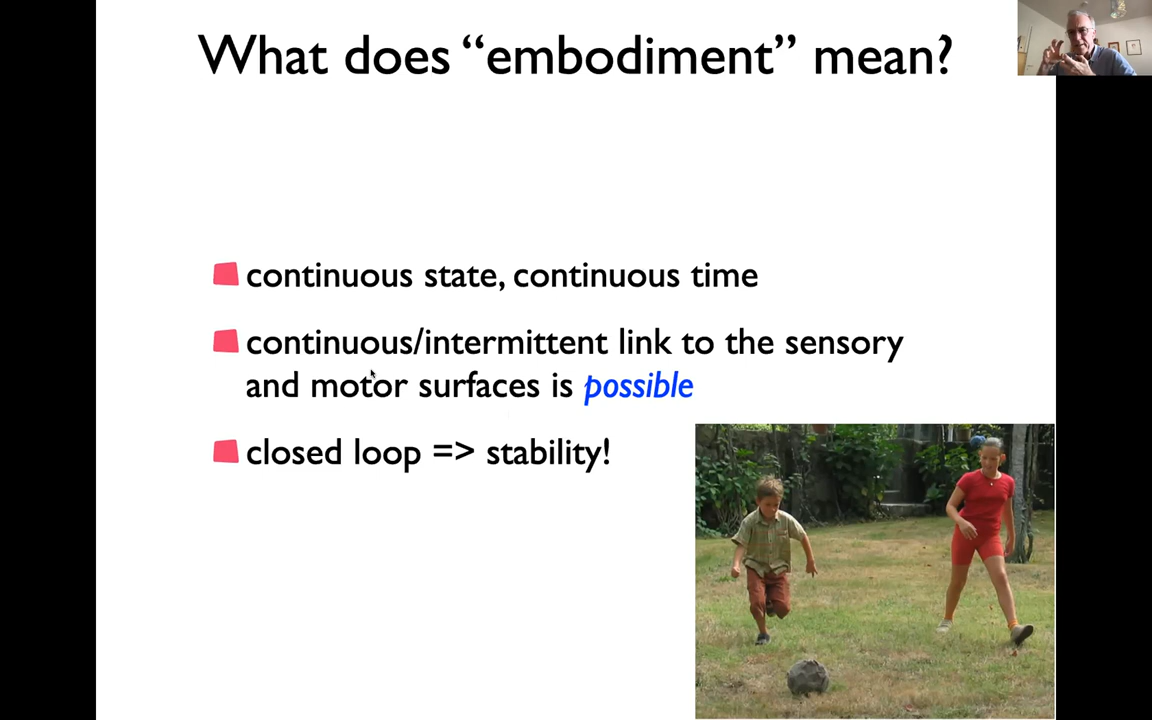 What does “embodiment” mean?
continuous state, continuous time
continuous/intermittent link to the sensory
and motor surfaces is possible
closed loop => stability!